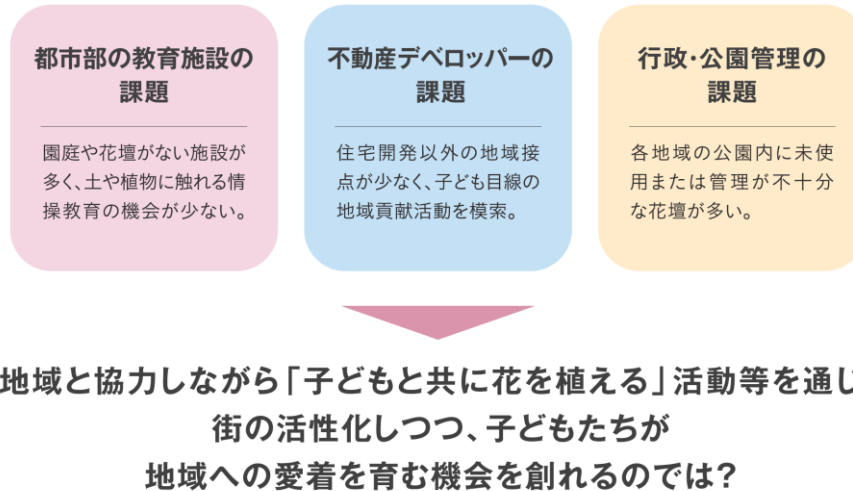 都市部の教育施設の
課題
園庭や花壇がない施設が
多く、土や植物に触れる情
操教育の機会が少ない。
不動産デベロッパーの
課題
住宅開発以外の地域接
点が少なく、子ども目線の
地域貢献活動を模索。
行政・公園管理の
課題
各地域の公園内に未使
用または管理が不十分
な花壇が多い。
地域と協力しながら「子どもと共に花を植える」活動等を通じ
街の活性化しつつ、子どもたちが
地域への愛着を育む機会を創れるのでは？